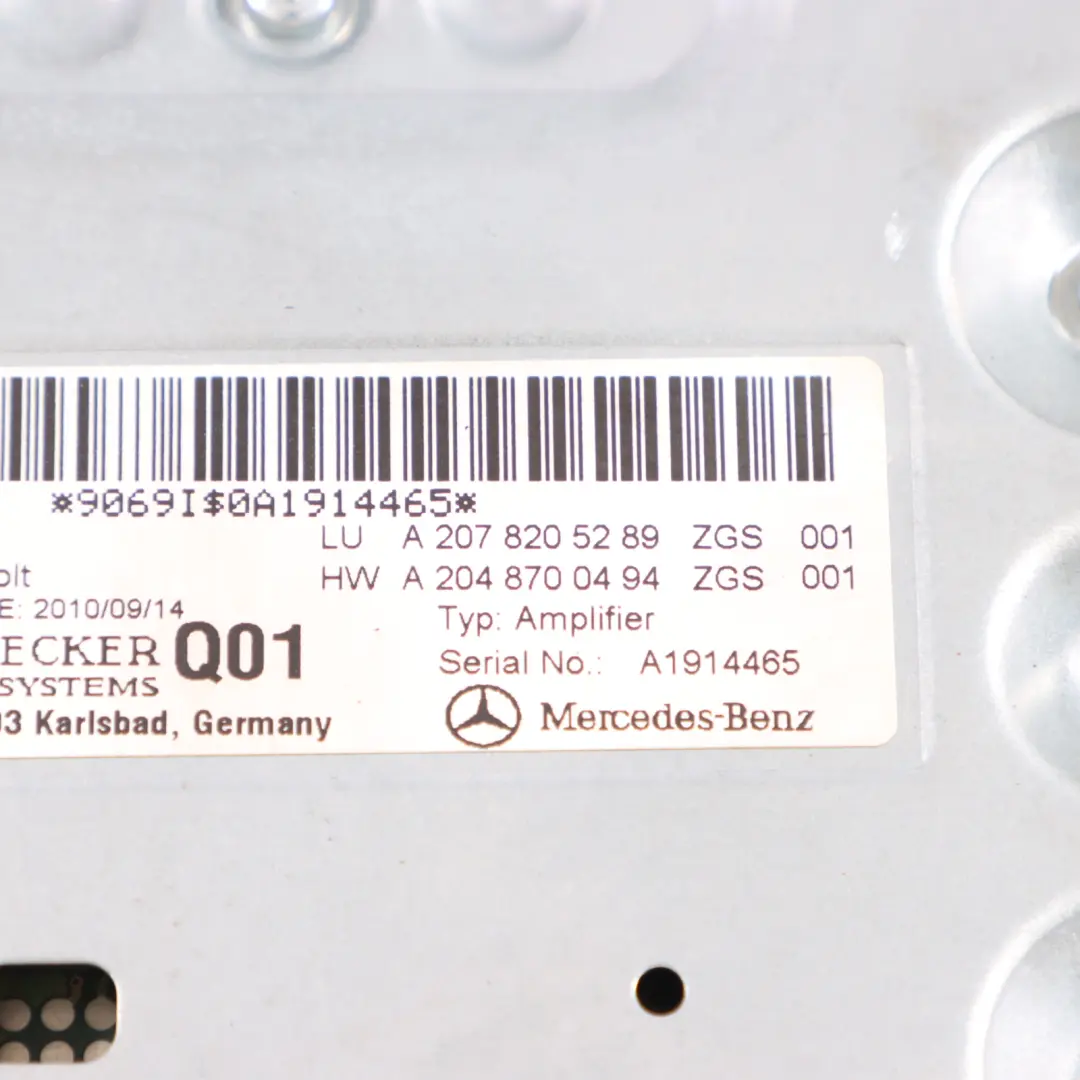 *9069I$0A1914465*
LU A 207 820 52 89 ZGS 001
HW A 204 870 04 94 ZGS 001
olt
E: 2010/09/14
Typ: Amplifier
ECKER Q01
Serial No.: A1914465
SYSTEMS
03 Karlsbad, Germany
Mercedes-Benz